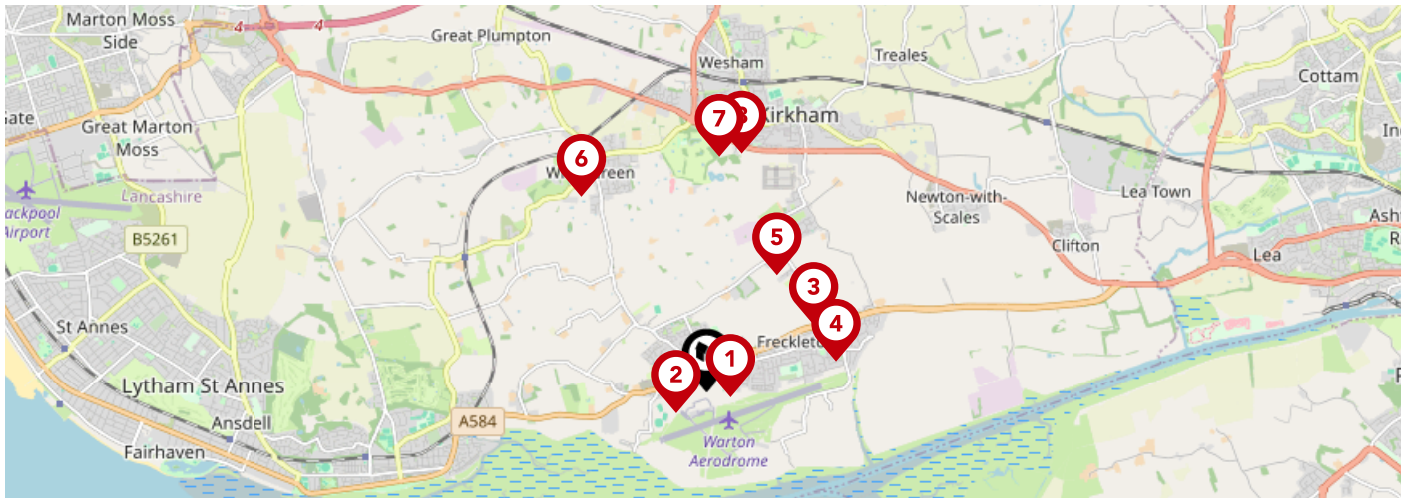 Marton Moss
Side
4
4
Great Plumpton
Wesham
Treales
Cottam
Great Marton
Moss
7
Kirkham
6
Lancashire
Lea Town
Newton-with-
Scales
Airport
B5261
5
Clifton
Lea
3
St Annes
4
1
2
Lytham St Annes
Ansdell
A584
Warton
Aerodrome
Fairhaven